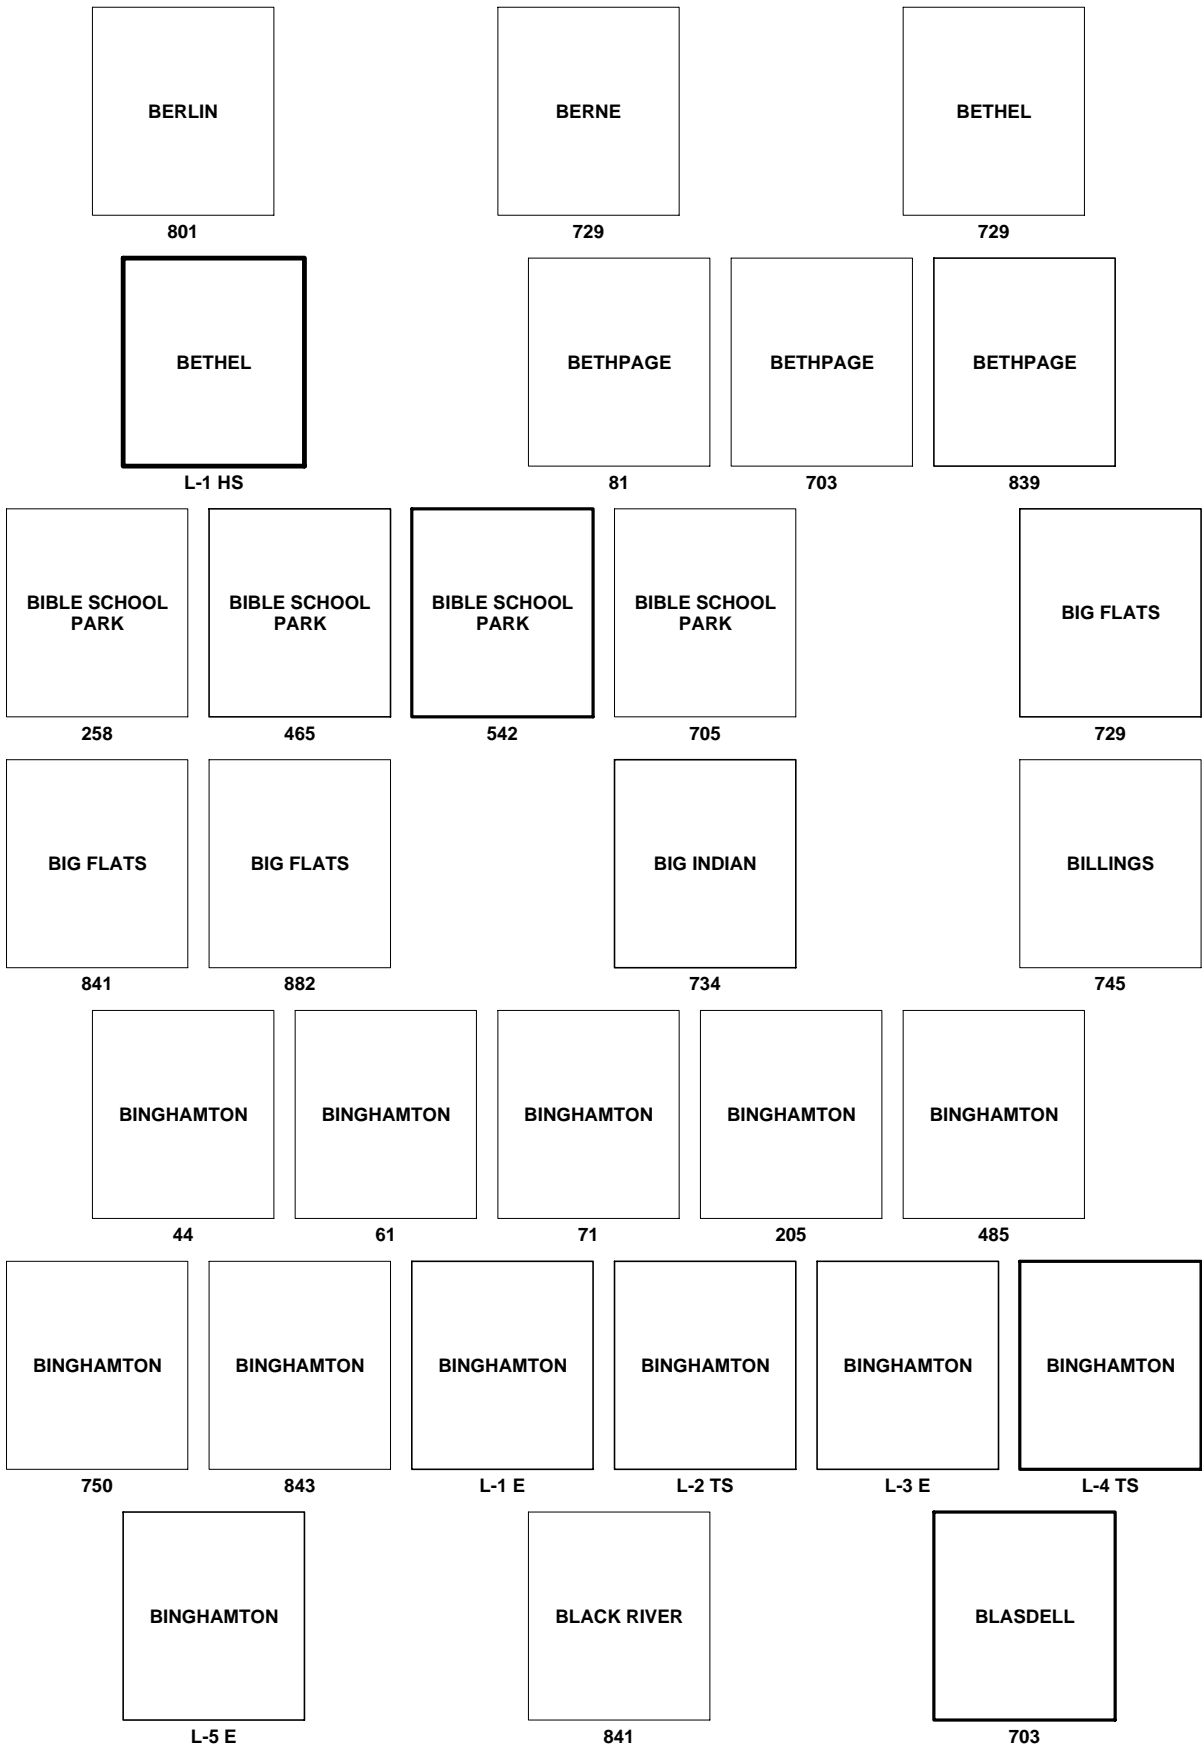 BERLIN
BERNE
BETHEL
801
729
729
BETHEL
BETHPAGE
BETHPAGE
BETHPAGE
L-1 HS
81
703
839
BIBLE SCHOOL
PARK
BIBLE SCHOOL
PARK
BIBLE SCHOOL
PARK
BIBLE SCHOOL
PARK
BIG FLATS
258
465
542
705
729
BIG FLATS
BIG FLATS
BIG INDIAN
BILLINGS
841
882
734
745
BINGHAMTON
BINGHAMTON
BINGHAMTON
BINGHAMTON
BINGHAMTON
44
61
71
205
485
BINGHAMTON
BINGHAMTON
BINGHAMTON
BINGHAMTON
BINGHAMTON
BINGHAMTON
750
843
L-1 E
L-2 TS
L-3 E
L-4 TS
BINGHAMTON
BLACK RIVER
BLASDELL
L-5 E
841
703